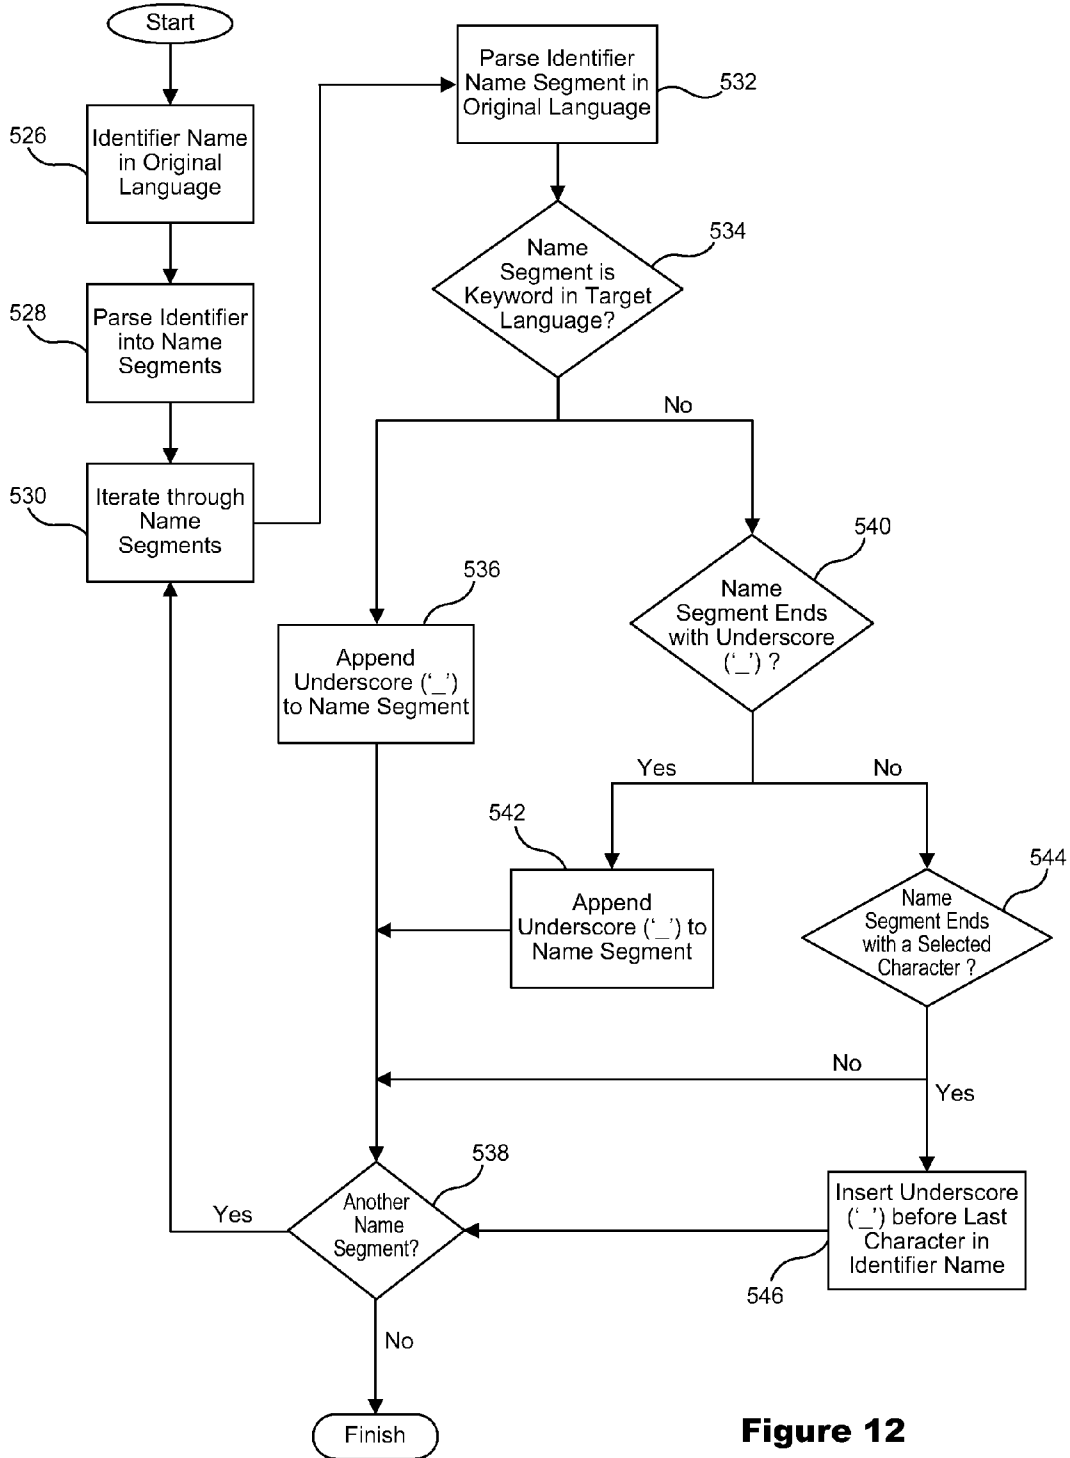 Start
526
Identifier Name
in Original
Language
528
Parse Identifier
into Name
Segments
530
Iterate through
Name
Segments
Parse Identifier
Name Segment in
Original Language
532
Name
Segment is
Keyword in Target
Language?
534
No
536
Append
Underscore (‘_’)
to Name Segment
540
Name
Segment Ends
with Underscore
(‘_’) ?
Yes
No
542
Append
Underscore (‘_’) to
Name Segment
544
Name
Segment Ends
with a Selected
Character ?
No
Yes
538
Another
Name
Segment?
Yes
No
Insert Underscore
(‘_’) before Last
Character in
Identifier Name
546
Finish
Figure 12